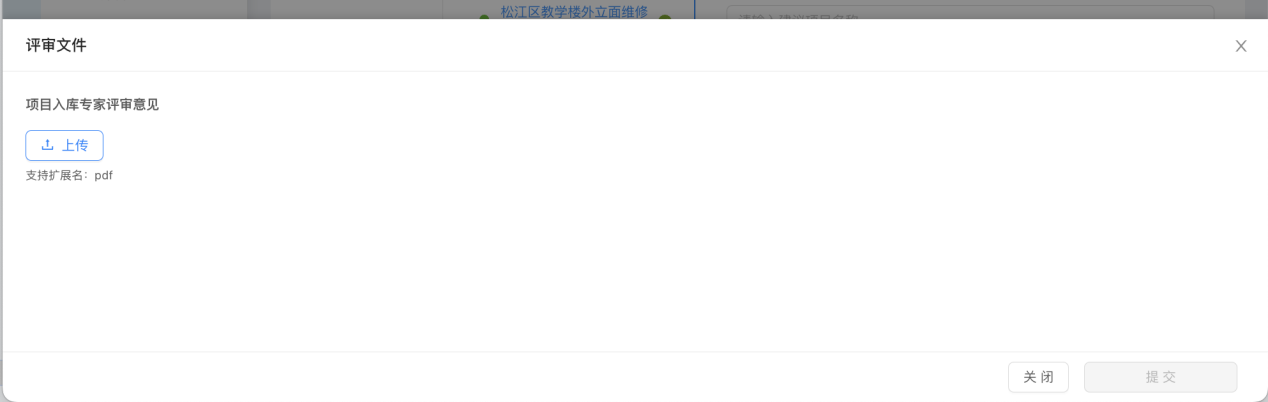 松江区教学楼外立面维修
评审文件
项目入库专家评审意见
上传
支持扩展名：pdf
关 闭
提 交